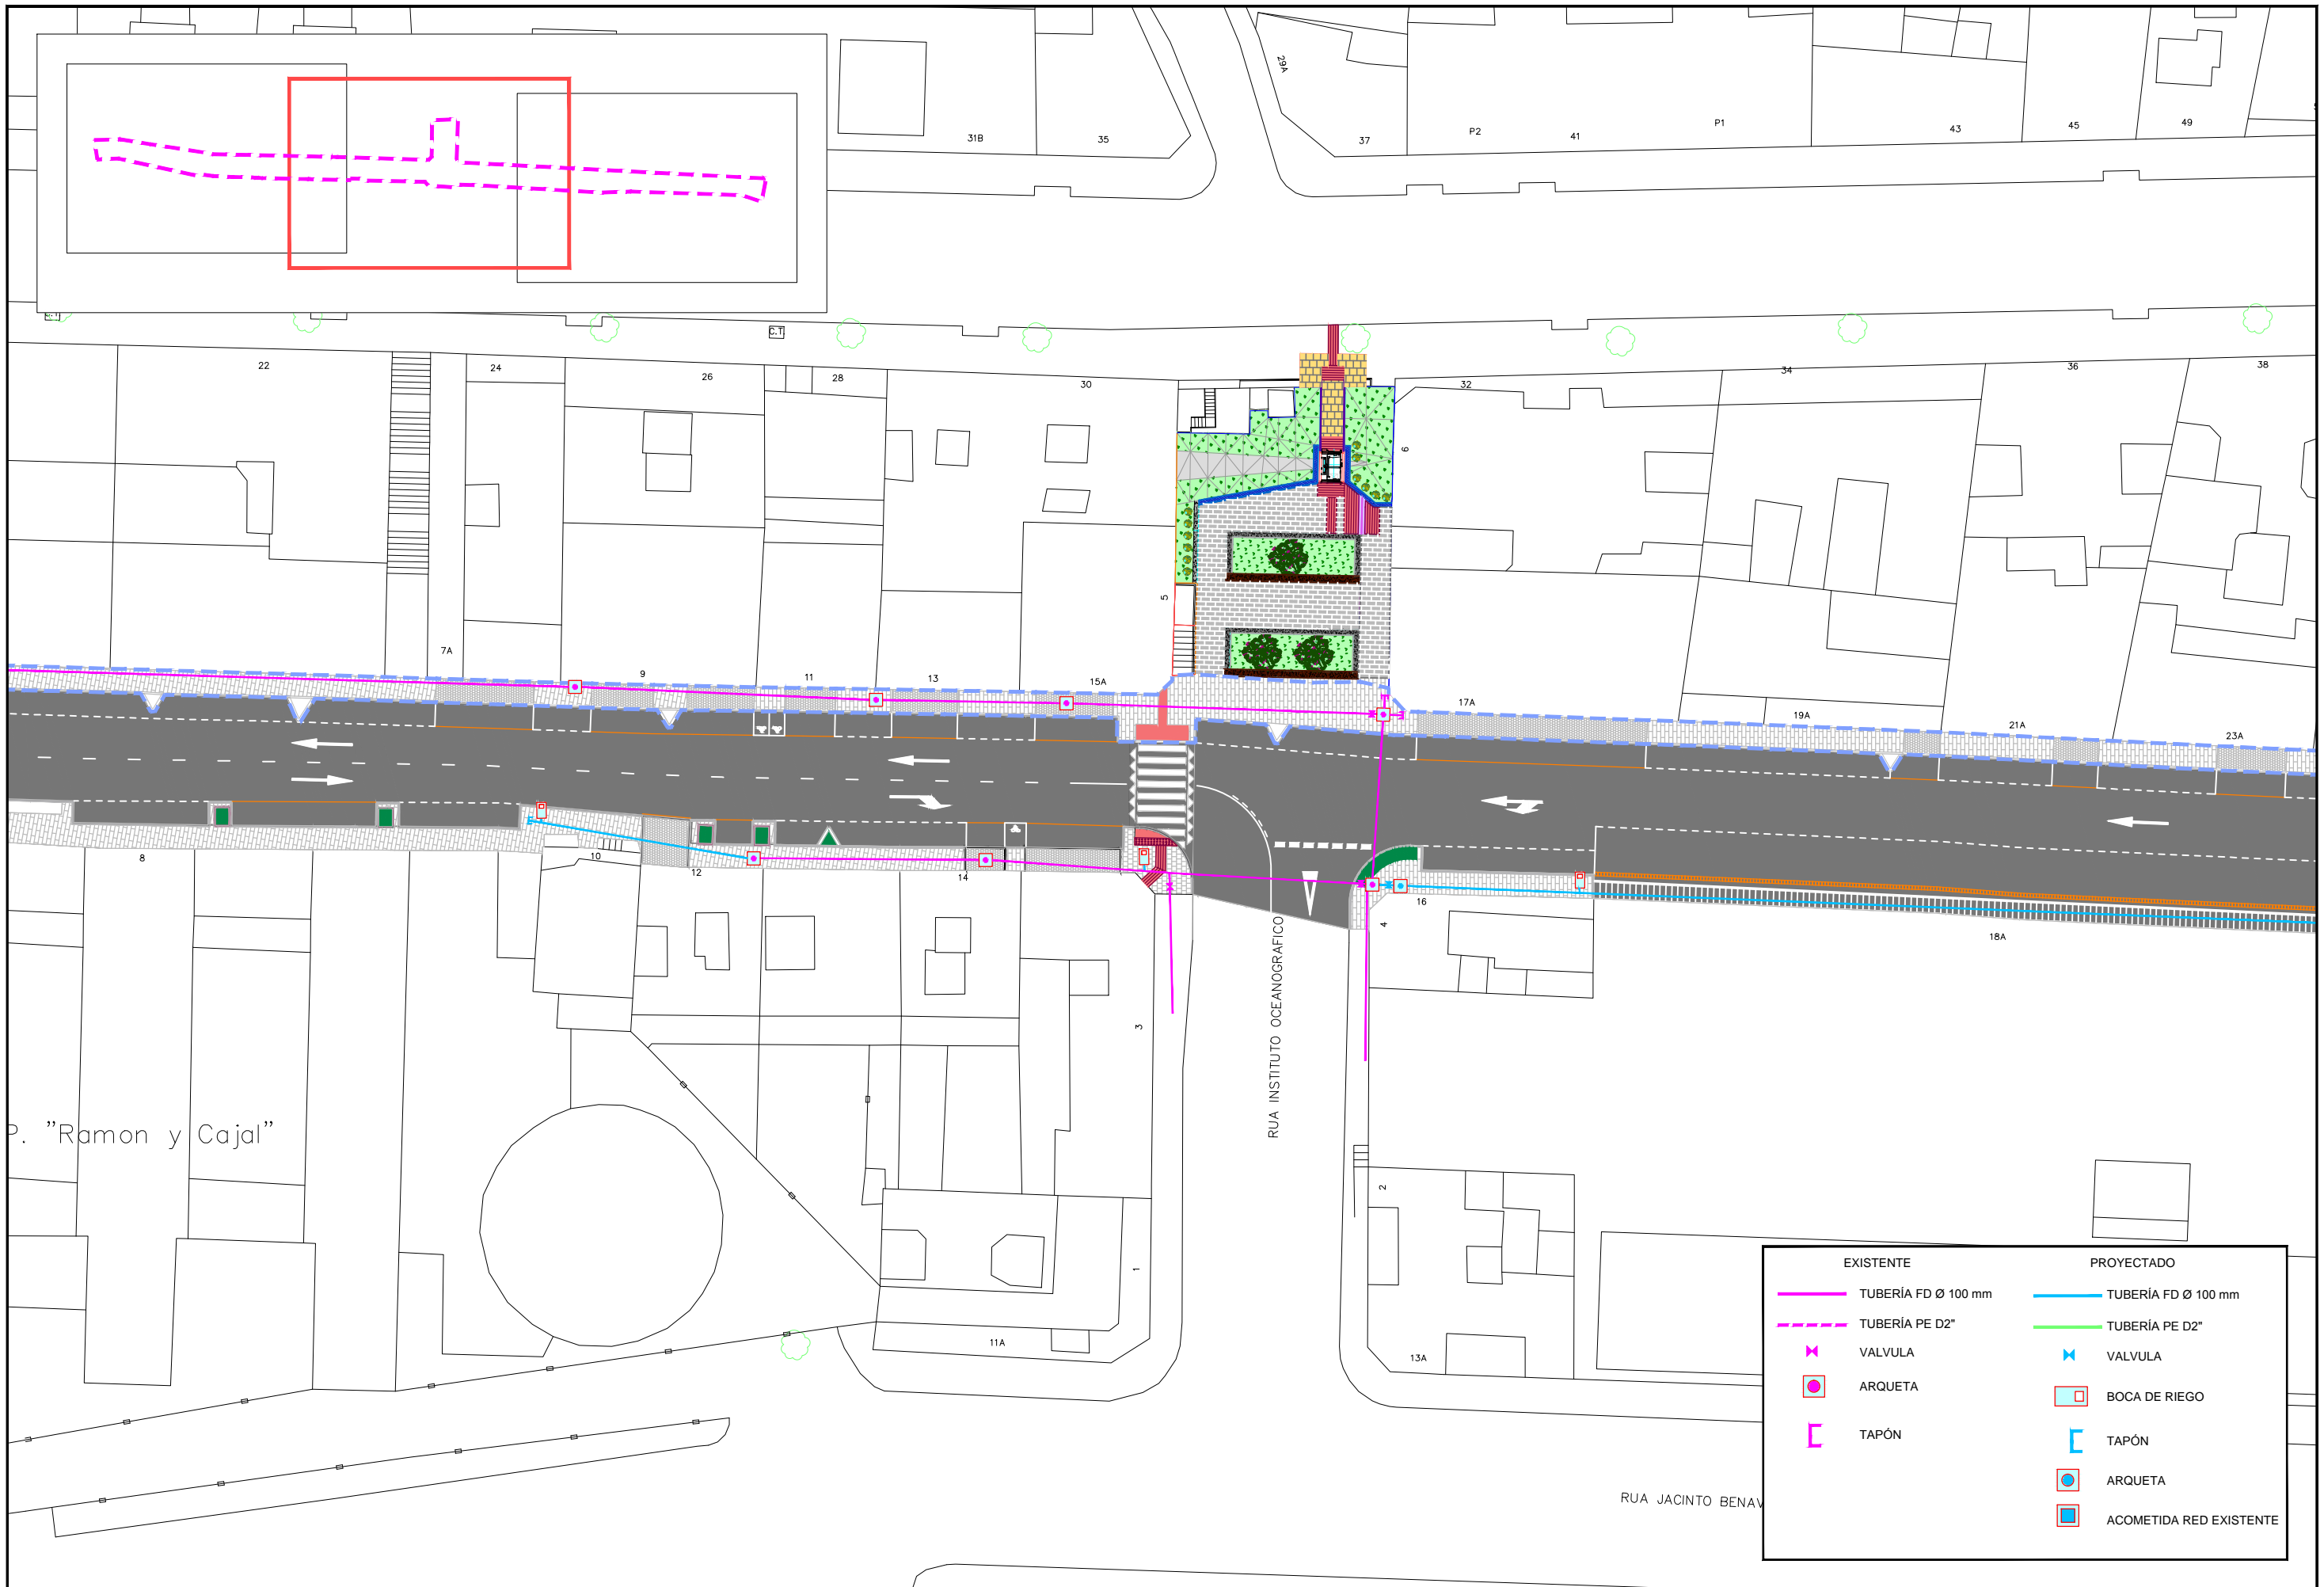 29A
31B
35
37
P2
41
P1
43
45
49
C.T.
C.T.
22
24
26
28
30
32
34
36
38
6
5
7A
9
11
13
15A
17A
19A
21A
23A
8
10
12
14
16
4
18A
3
RUA INSTITUTO OCEANOGRAFICO
P. "Ramon y Cajal"
2
1
11A
13A
RUA JACINTO BENAV
EXISTENTE
PROYECTADO
TUBERÍA FD Ø 100 mm
TUBERÍA FD Ø 100 mm
TUBERÍA PE D2"
TUBERÍA PE D2"
VALVULA
VALVULA
ARQUETA
BOCA DE RIEGO
TAPÓN
TAPÓN
ARQUETA
ACOMETIDA RED EXISTENTE